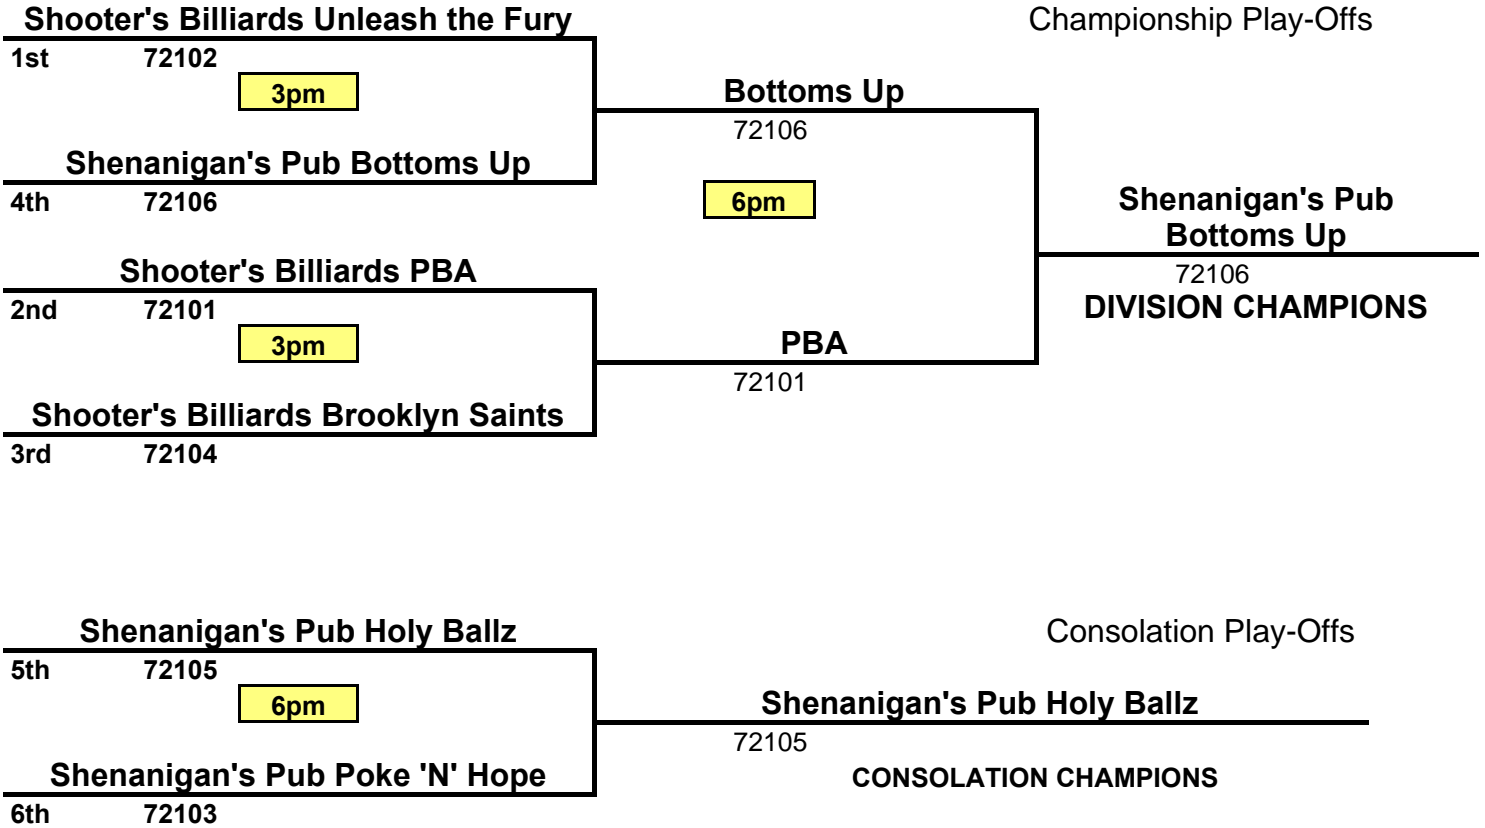 Shooter's Billiards Unleash the Fury
Championship Play-Offs
1st 72102
3pm
Bottoms Up
72106
Shenanigan's Pub Bottoms Up
4th 72106
6pm
Shenanigan's Pub
Bottoms Up
72106
DIVISION CHAMPIONS
Shooter's Billiards PBA
2nd 72101
3pm
PBA
72101
Shooter's Billiards Brooklyn Saints
3rd 72104
Shenanigan's Pub Holy Ballz
Consolation Play-Offs
5th 72105
6pm
Shenanigan's Pub Holy Ballz
72105
CONSOLATION CHAMPIONS
Shenanigan's Pub Poke 'N' Hope
6th 72103